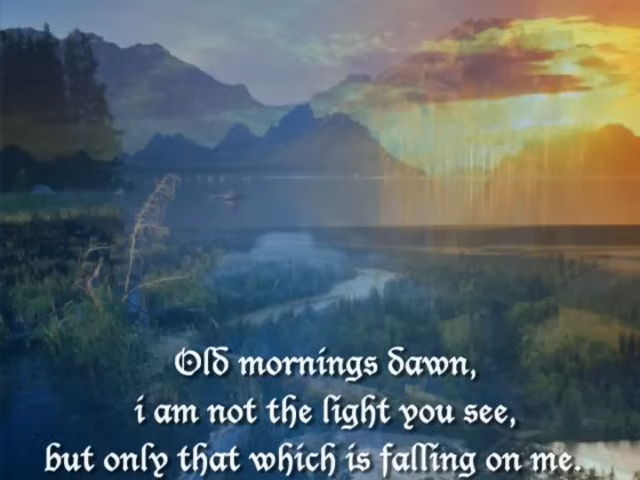 Old mornings dawn,
i am not the light you see,
but only that which is falling on me.